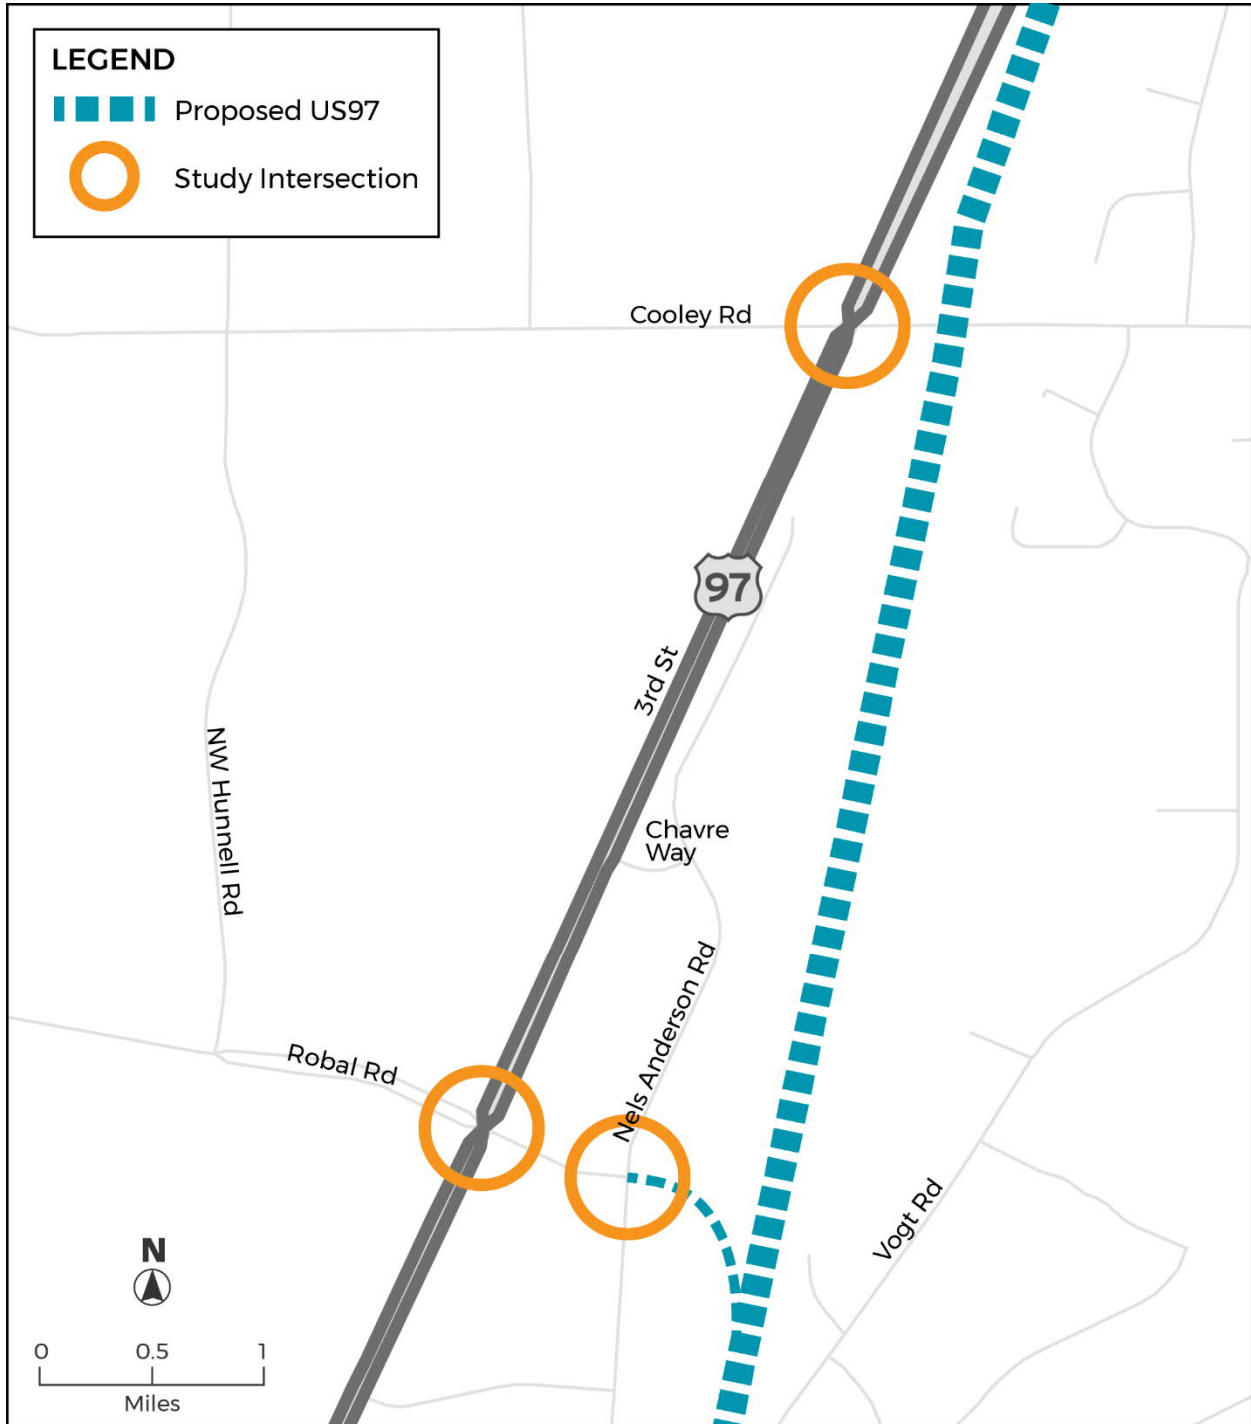 LEGEND
Proposed US97
Study Intersection
Cooley Rd
97
3rd St
NW Hunnell Rd
Chavre
Way
Nels Anderson Rd
Robal Rd
Vogt Rd
N
0 0.5 1
Miles